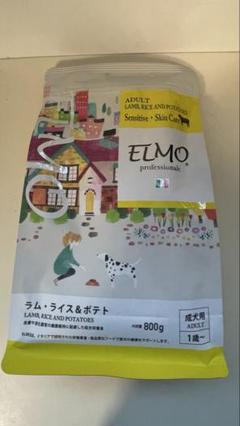 ADULT
LAMB, RICE AND POTATOES
Sensitive・Skin Care
ELMO
professionale
ラム・ライス&ポテト
LAMB, RICE AND POTATOES
内容量 800g
成犬用
ADULT
1歳～